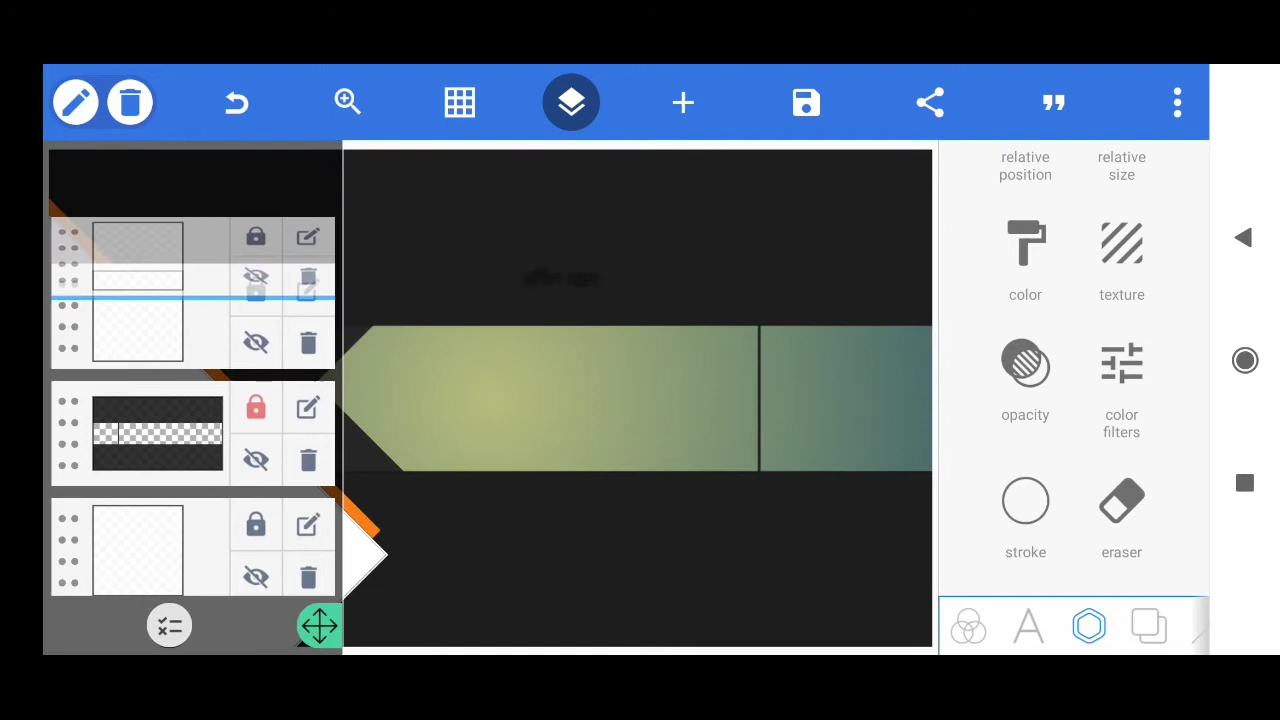 relative relative
position size
color texture
opacity color
filters
stroke eraser